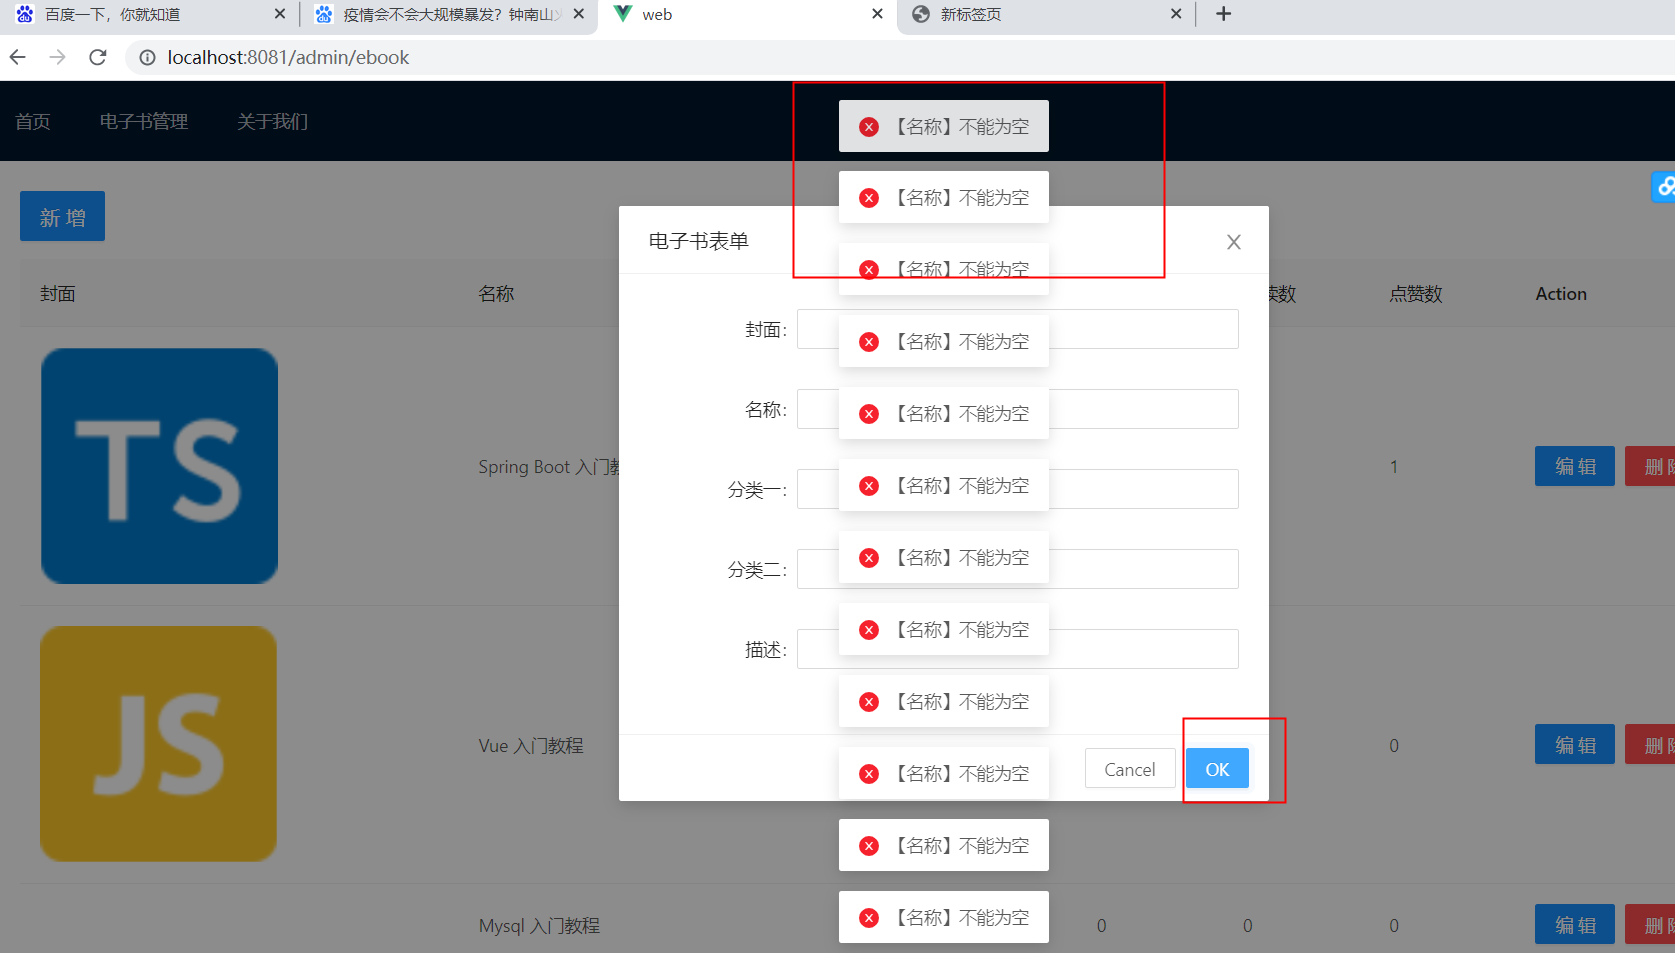 百度一下，你就知道
疫情会不会大规模暴发？钟南山
web
新标签页
localhost:8081/admin/ebook
首页 电子书管理 关于我们
【名称】不能为空
【名称】不能为空
新 增
电子书表单
【名称】不能为空
封面 名称 读数 点赞数 Action
封面：
【名称】不能为空
名称：
【名称】不能为空
TS
Spring Boot 入门教
1
编 辑 删 除
分类一：
【名称】不能为空
分类二：
【名称】不能为空
描述：
【名称】不能为空
【名称】不能为空
JS
Vue 入门教程
0
编 辑 删 除
【名称】不能为空
Cancel OK
【名称】不能为空
【名称】不能为空
Mysql 入门教程
0 0 0
编 辑 删 除